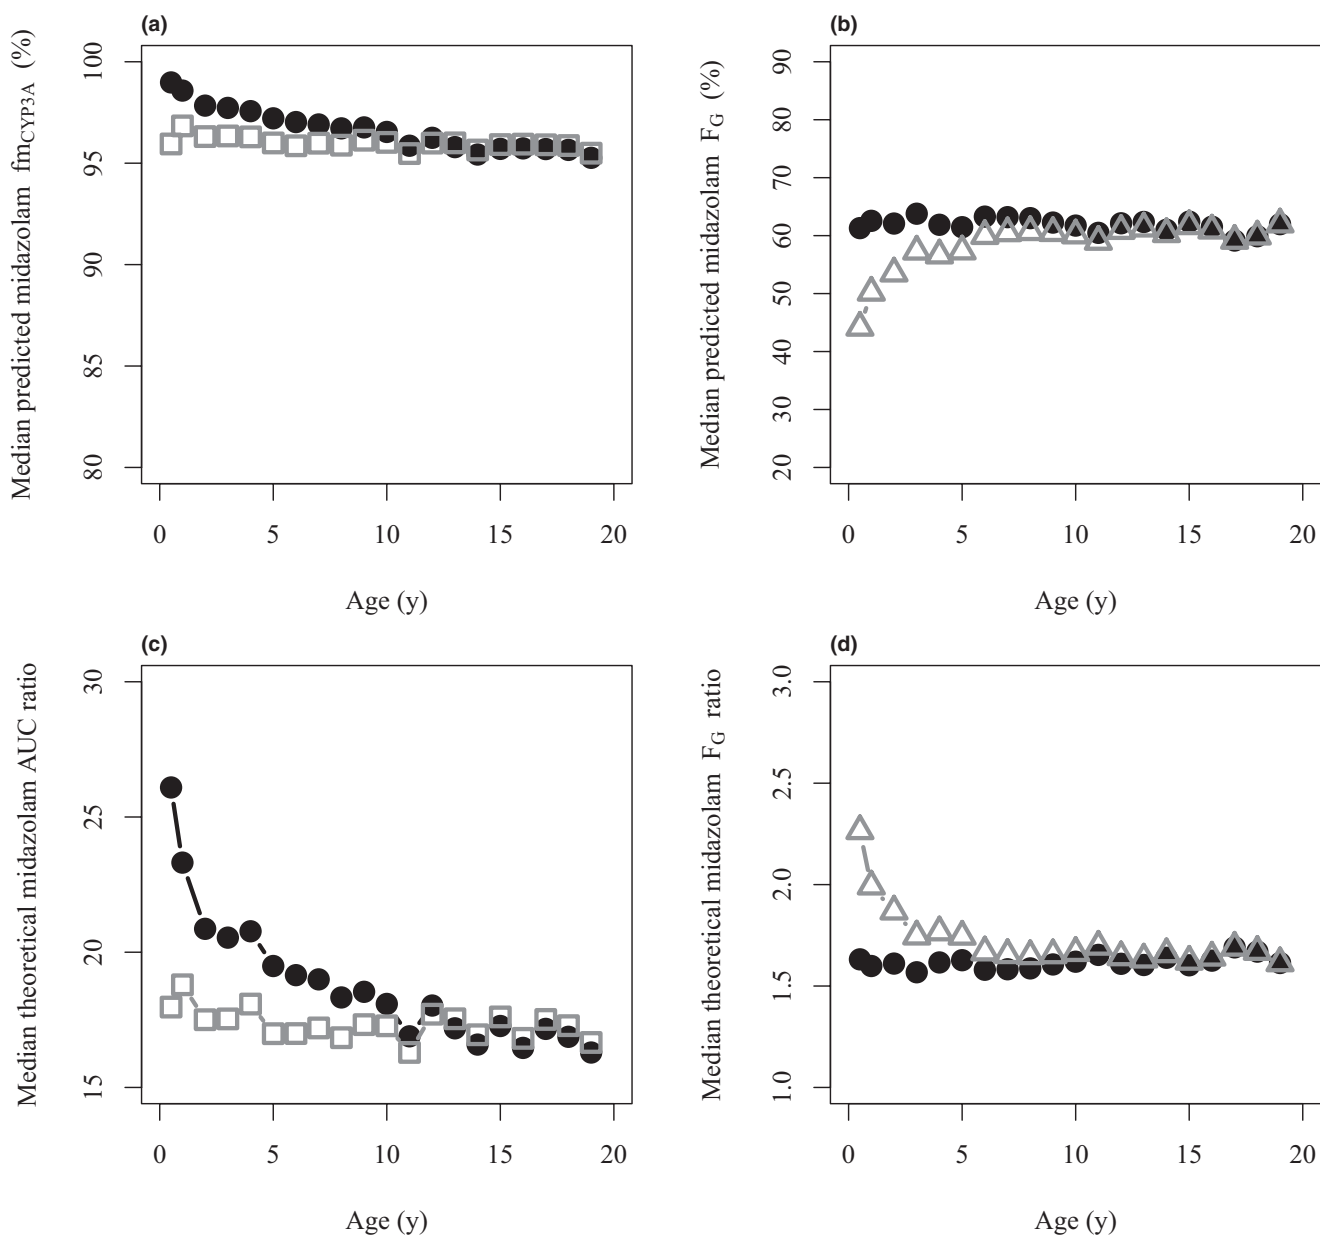 (a)
Median predicted midazolam fmCYP3A (%)
100
95
90
85
80
0 5 10 15 20
Age (y)
(b)
Median predicted midazolam FG (%)
90
80
70
60
50
40
30
20
0 5 10 15 20
Age (y)
(c)
Median theoretical midazolam AUC ratio
30
25
20
15
0 5 10 15 20
Age (y)
(d)
Median theoretical midazolam FG ratio
3.0
2.5
2.0
1.5
1.0
0 5 10 15 20
Age (y)